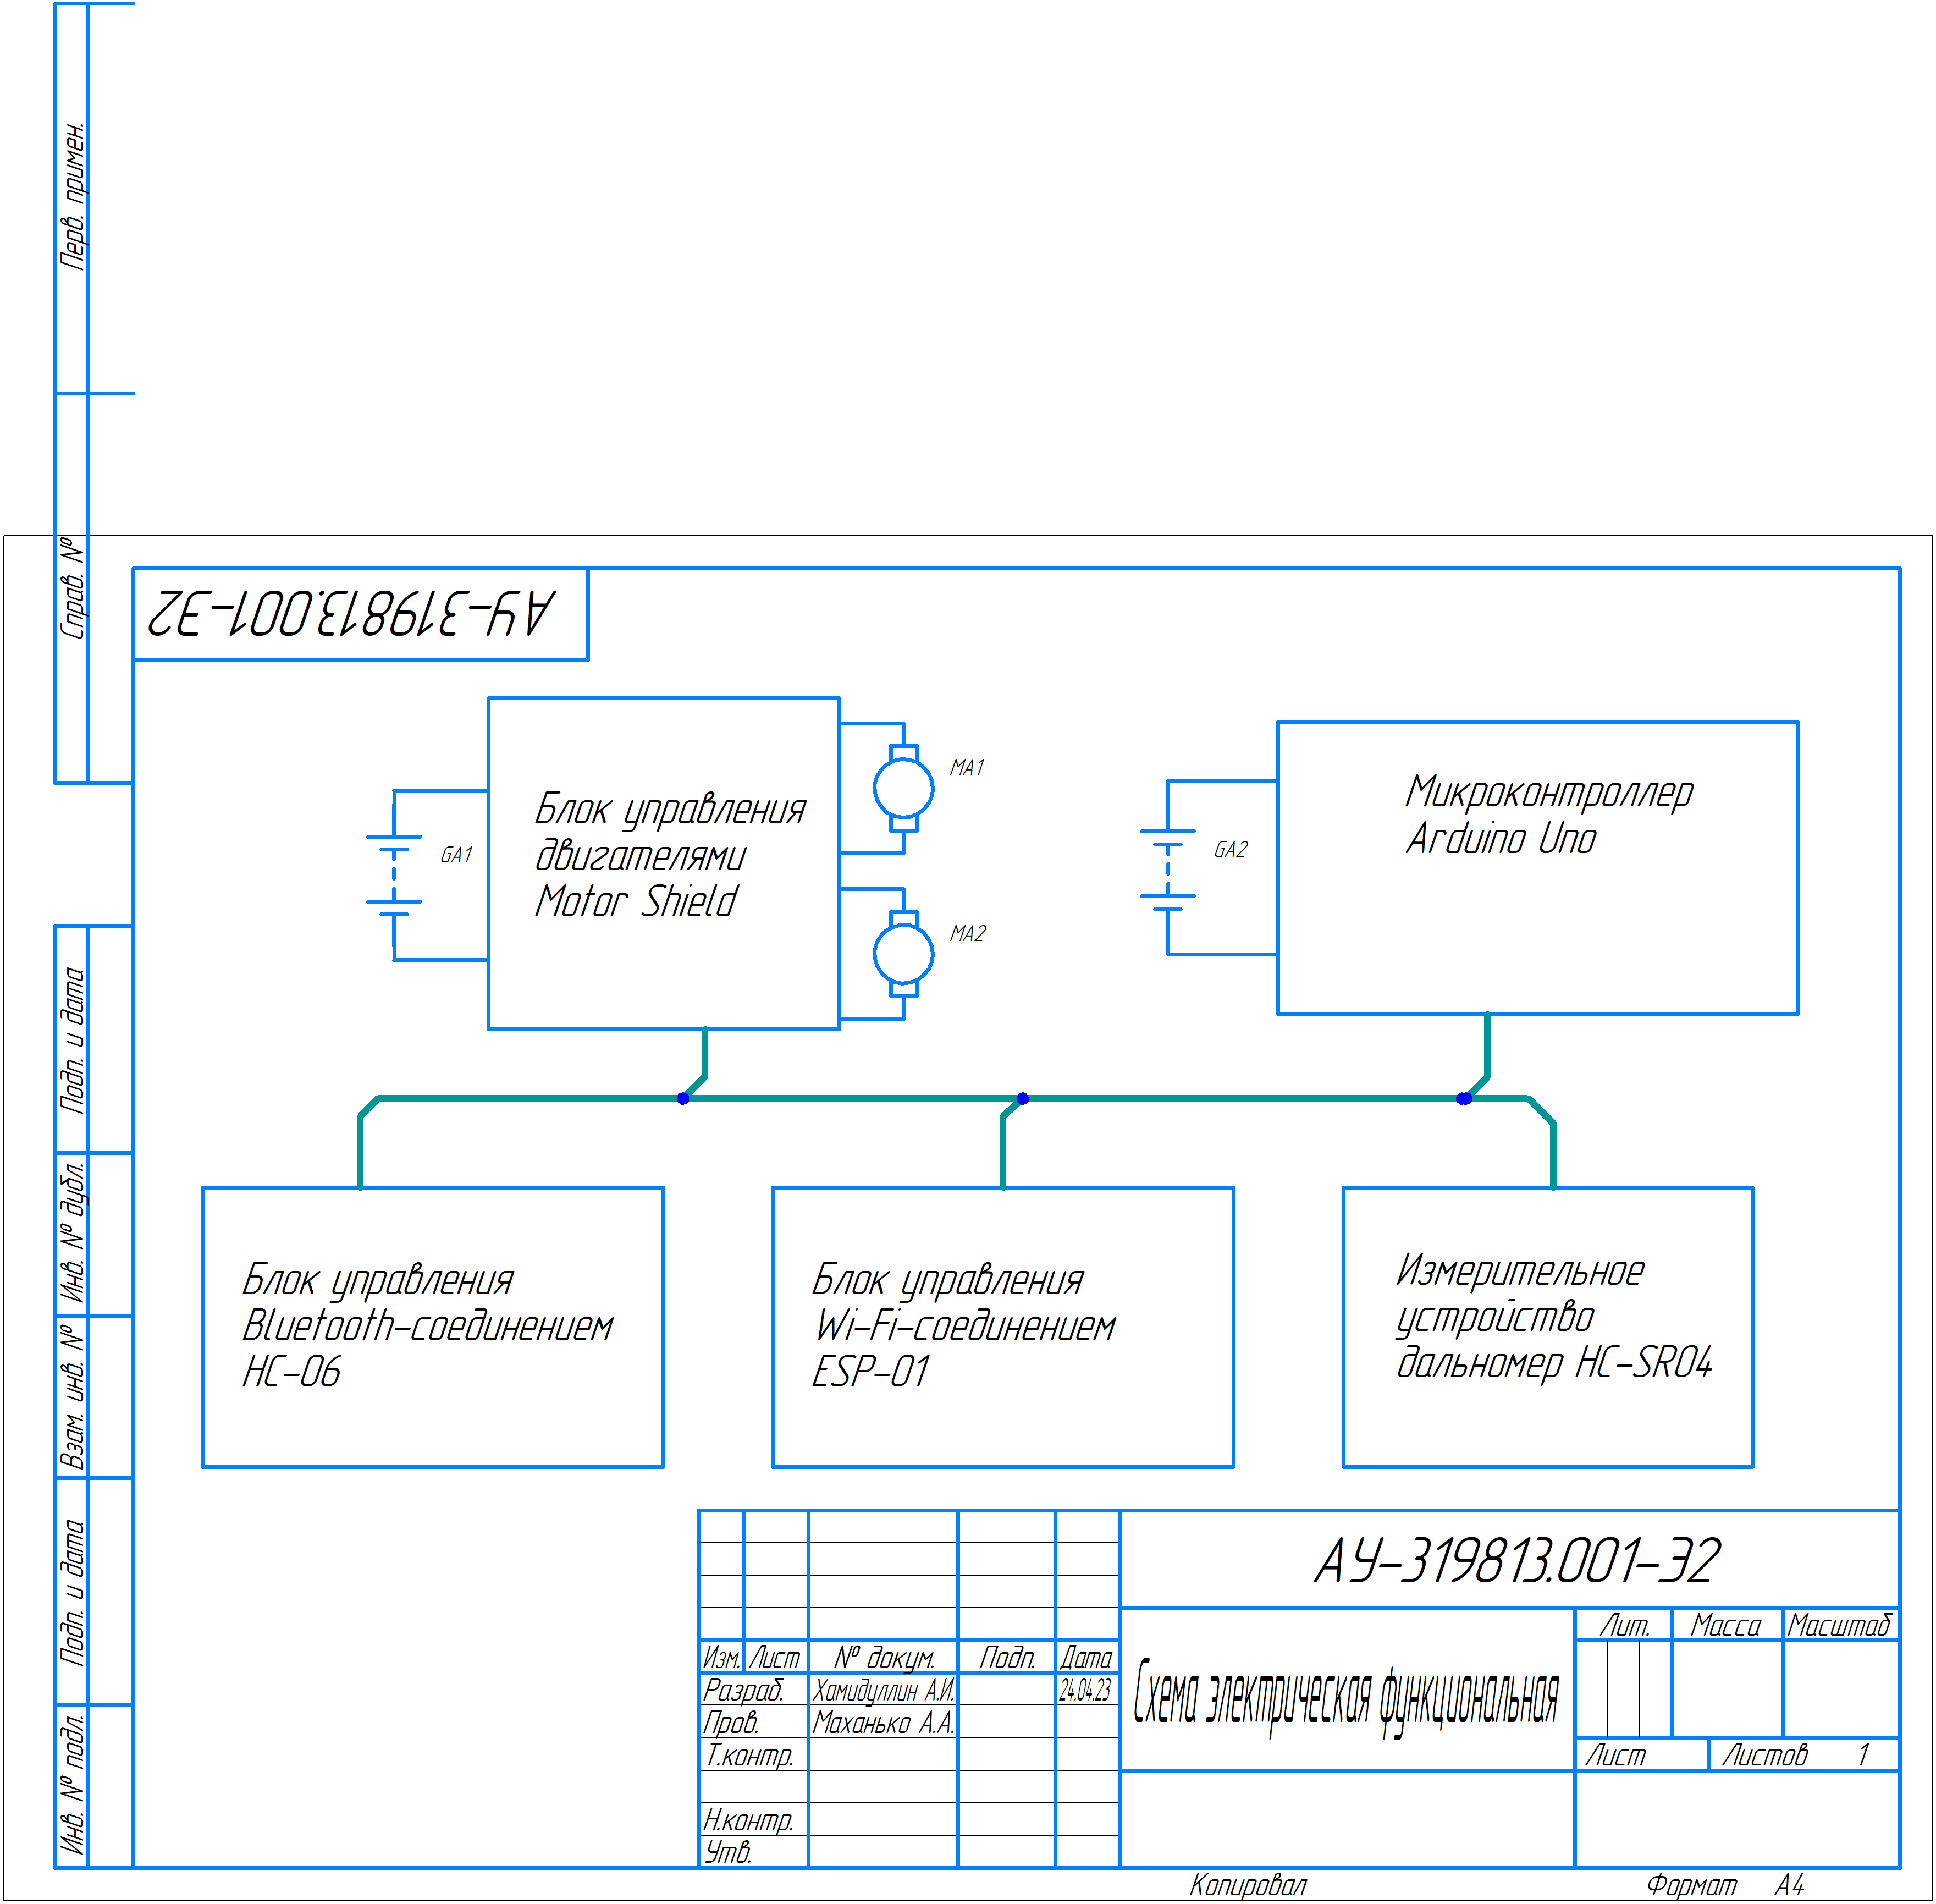 Перв. примен.
Справ. №
АУ-319813.001-Э2
Блок управления
двигателями
Motor Shield
GA1
MA1
MA2
GA2
Микроконтроллер
Arduino Uno
Блок управления
Bluetooth-соединением
HC-06
Блок управления
Wi-Fi-соединением
ESP-01
Измерительное
устройство
дальномер HC-SR04
Подп. и дата
Инв. № дубл.
Взам. инв. №
Подп. и дата
Инв. № подл.
АУ-319813.001-Э2
Изм. Лист № докум. Подп. Дата
Разраб. Хамидуллин А.И. 24.04.23
Пров. Маханько А.А.
Т.контр.
Н.контр.
Утв.
Схема электрическая функциональная
Лит. Масса Масштаб
Лист Листов 1
Копировал Формат А4